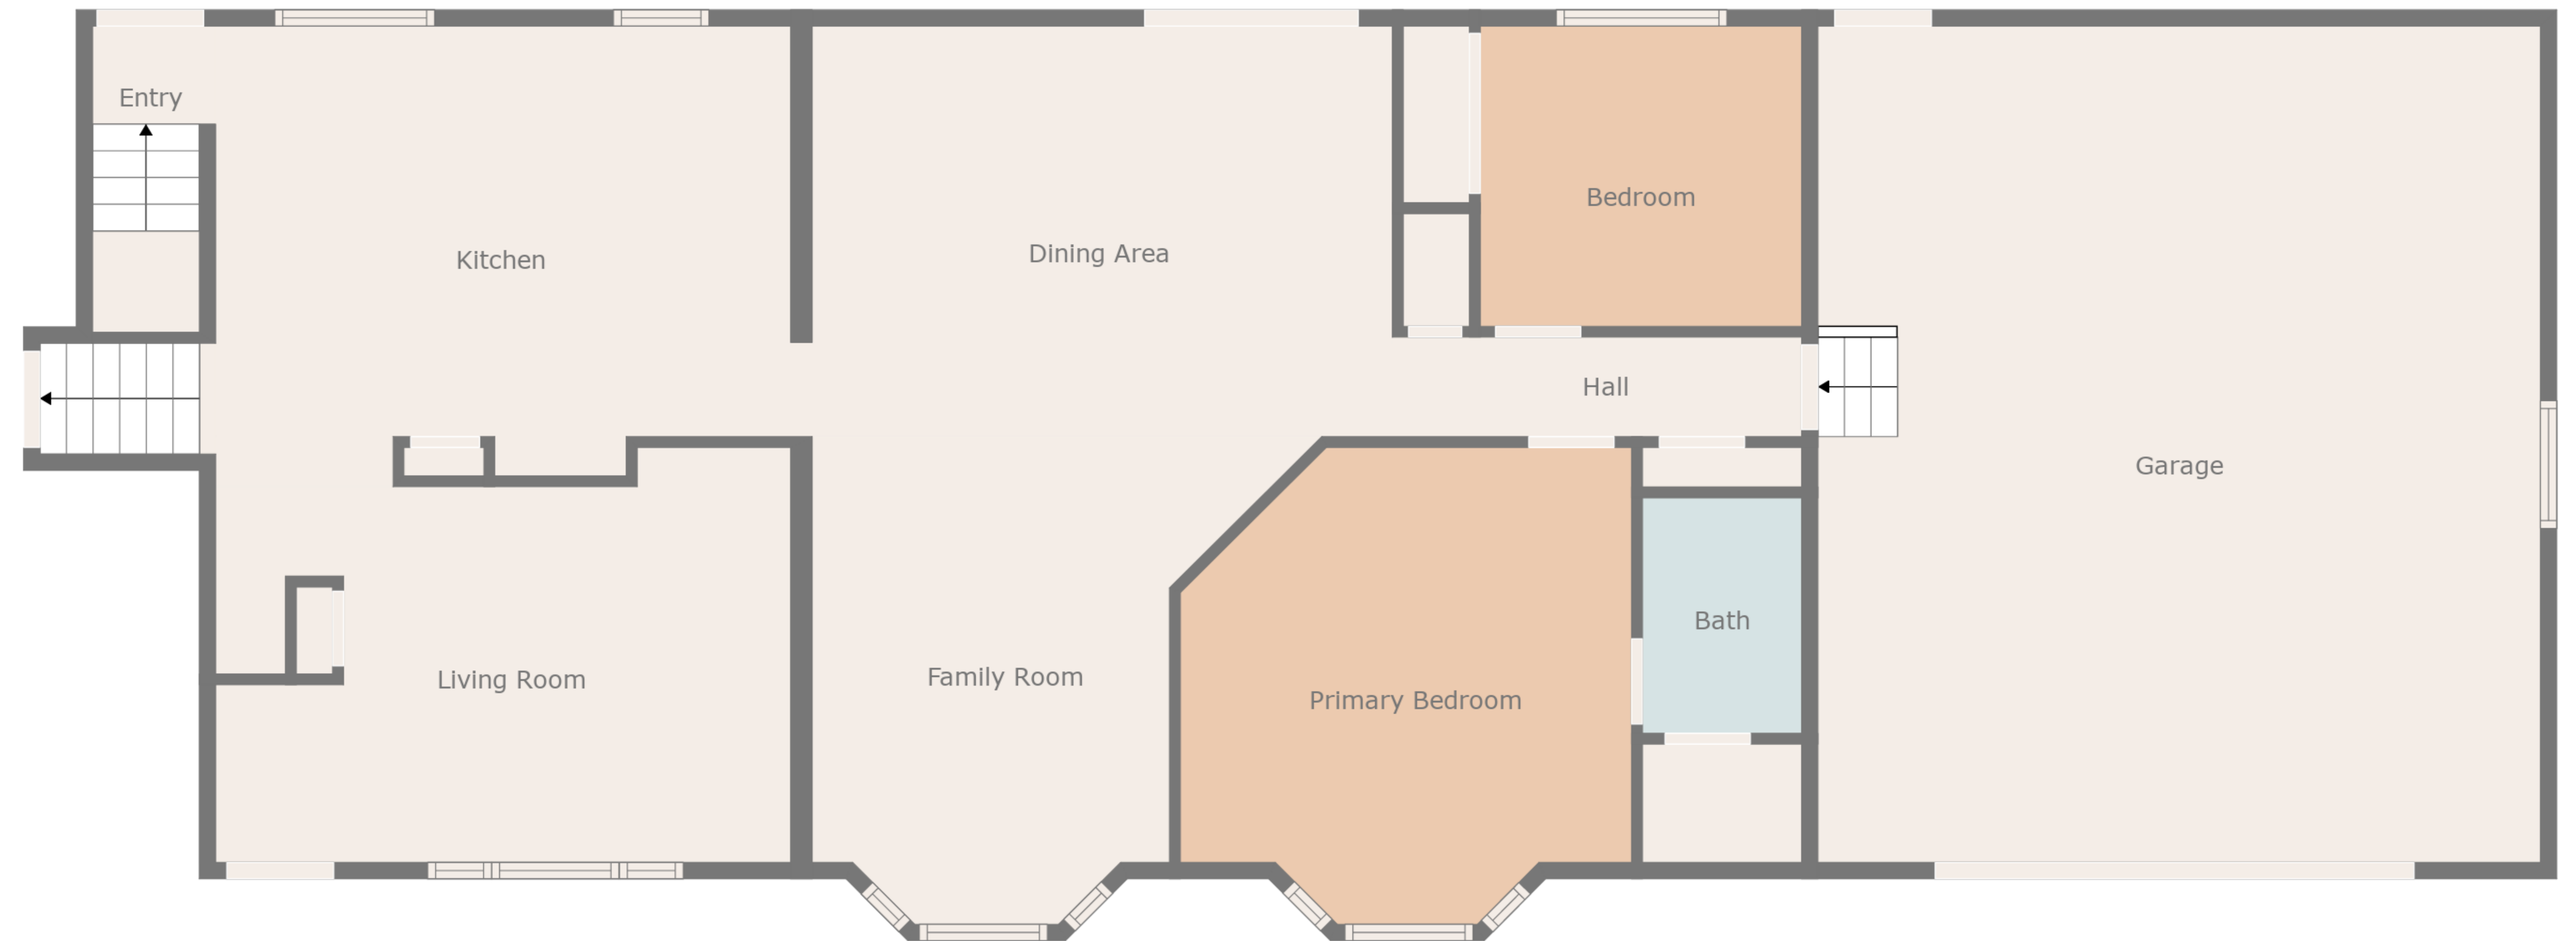 Entry
Kitchen
Dining Area
Bedroom
Hall
Garage
Living Room
Family Room
Primary Bedroom
Bath